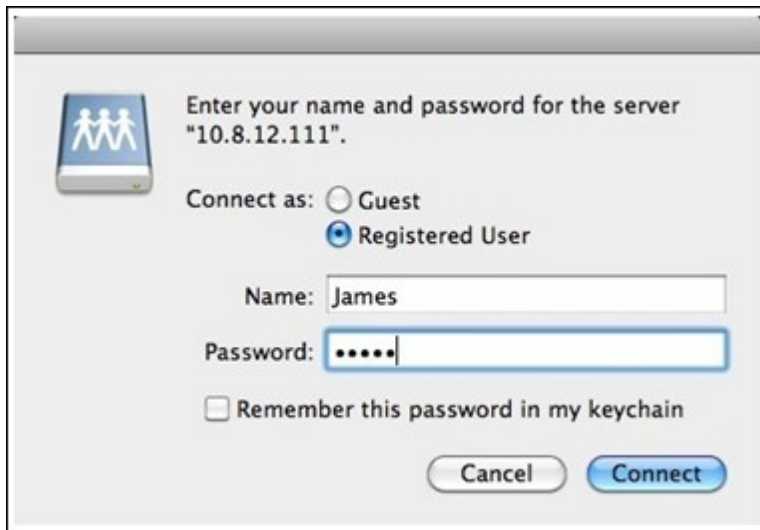 Enter your name and password for the server
“10.8.12.111”.
Connect as: Guest
Registered User
Name: James
Password: •••••
Remember this password in my keychain
Cancel Connect